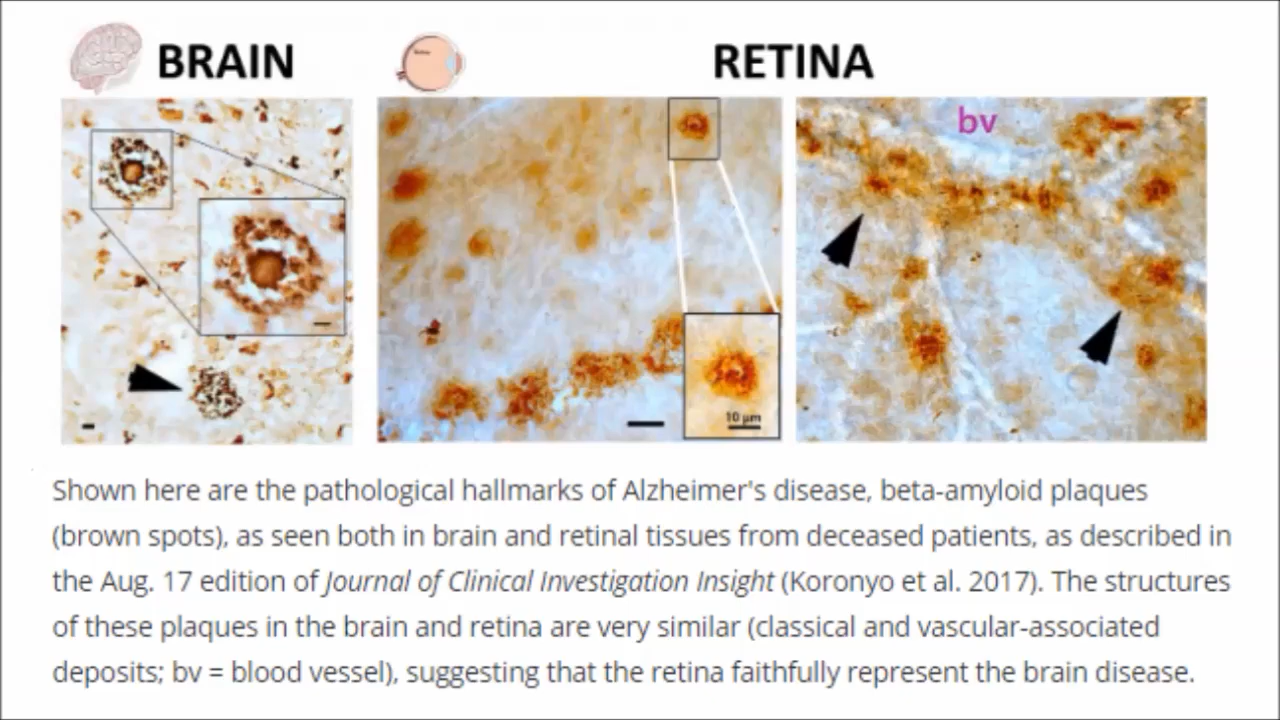 BRAIN
RETINA
bv
10 µm
Shown here are the pathological hallmarks of Alzheimer's disease, beta-amyloid plaques
(brown spots), as seen both in brain and retinal tissues from deceased patients, as described in
the Aug. 17 edition of Journal of Clinical Investigation Insight (Koronyo et al. 2017). The structures
of these plaques in the brain and retina are very similar (classical and vascular-associated
deposits; bv = blood vessel), suggesting that the retina faithfully represent the brain disease.